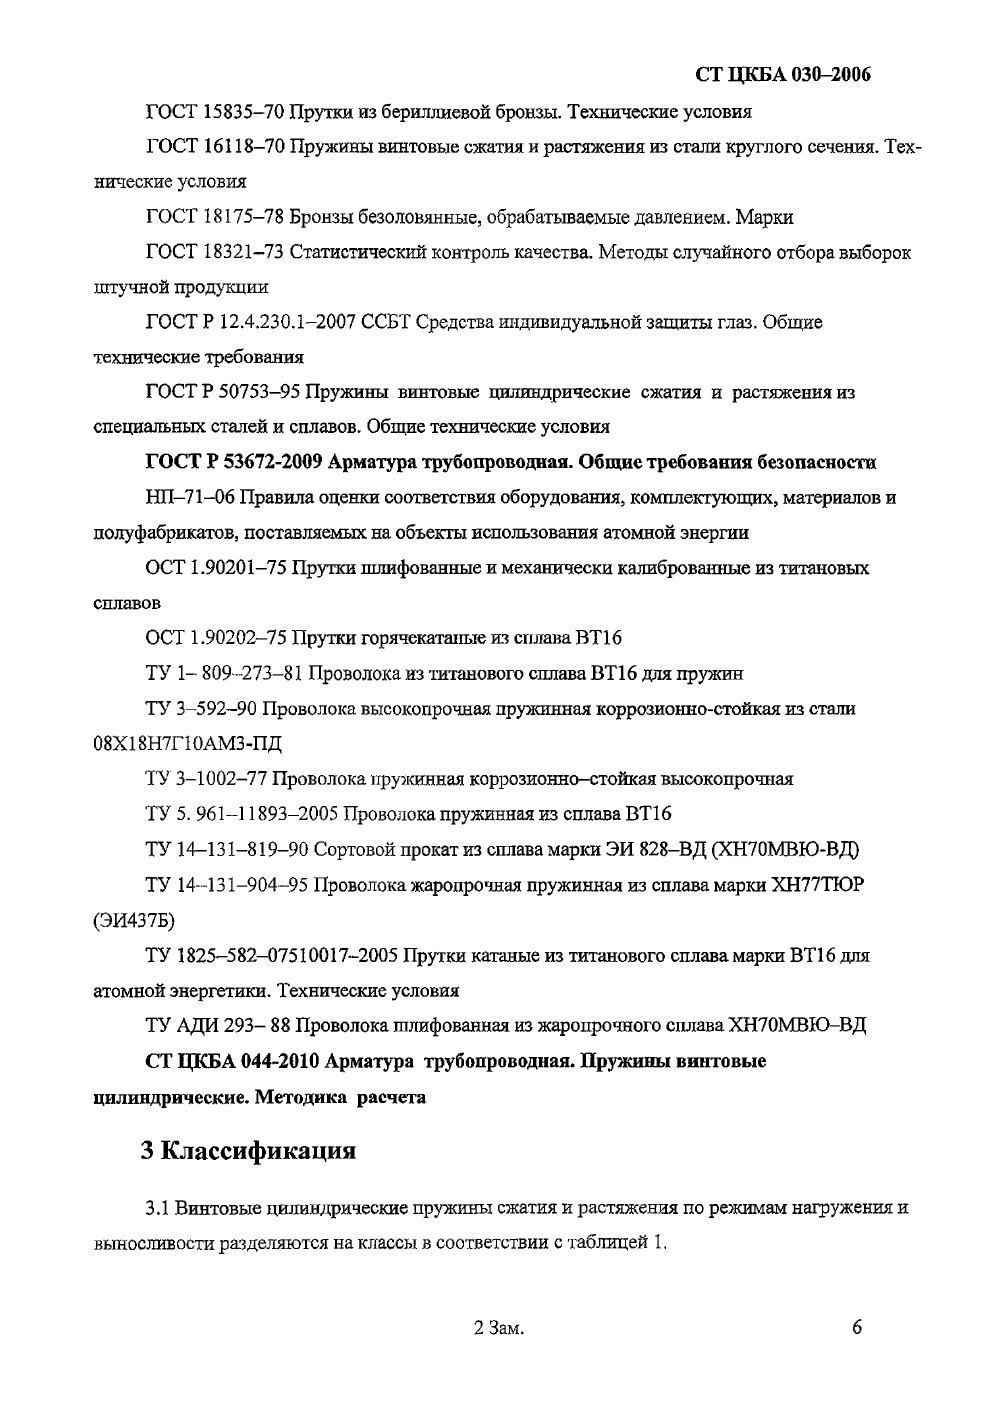 СТ ЦКБА 030–2006
ГОСТ 15835–70 Прутки из бериллиевой бронзы. Технические условия
ГОСТ 16118–70 Пружины винтовые сжатия и растяжения из стали круглого сечения. Тех-
нические условия
ГОСТ 18175–78 Бронзы безоловянные, обрабатываемые давлением. Марки
ГОСТ 18321–73 Статистический контроль качества. Методы случайного отбора выборок
штучной продукции
ГОСТ Р 12.4.230.1–2007 ССБТ Средства индивидуальной защиты глаз. Общие
технические требования
ГОСТ Р 50753–95 Пружины винтовые цилиндрические сжатия и растяжения из
специальных сталей и сплавов. Общие технические условия
ГОСТ Р 53672-2009 Арматура трубопроводная. Общие требования безопасности
НП–71–06 Правила оценки соответствия оборудования, комплектующих, материалов и
полуфабрикатов, поставляемых на объекты использования атомной энергии
ОСТ 1.90201–75 Прутки шлифованные и механически калиброванные из титановых
сплавов
ОСТ 1.90202–75 Прутки горячекатаные из сплава ВТ16
ТУ 1– 809–273–81 Проволока из титанового сплава ВТ16 для пружин
ТУ 3–592–90 Проволока высокопрочная пружинная коррозионно-стойкая из стали
08Х18Н7Г10АМ3-ПД
ТУ 3–1002–77 Проволока пружинная коррозионно–стойкая высокопрочная
ТУ 5. 961–11893–2005 Проволока пружинная из сплава ВТ16
ТУ 14–131–819–90 Сортовой прокат из сплава марки ЭИ 828–ВД (ХН70МВЮ-ВД)
ТУ 14–131–904–95 Проволока жаропрочная пружинная из сплава марки ХН77ТЮР
(ЭИ437Б)
ТУ 1825–582–07510017–2005 Прутки катаные из титанового сплава марки ВТ16 для
атомной энергетики. Технические условия
ТУ АДИ 293– 88 Проволока шлифованная из жаропрочного сплава ХН70МВЮ–ВД
СТ ЦКБА 044-2010 Арматура трубопроводная. Пружины винтовые
цилиндрические. Методика расчета
3 Классификация
3.1 Винтовые цилиндрические пружины сжатия и растяжения по режимам нагружения и
выносливости разделяются на классы в соответствии с таблицей 1.
2 Зам.
6